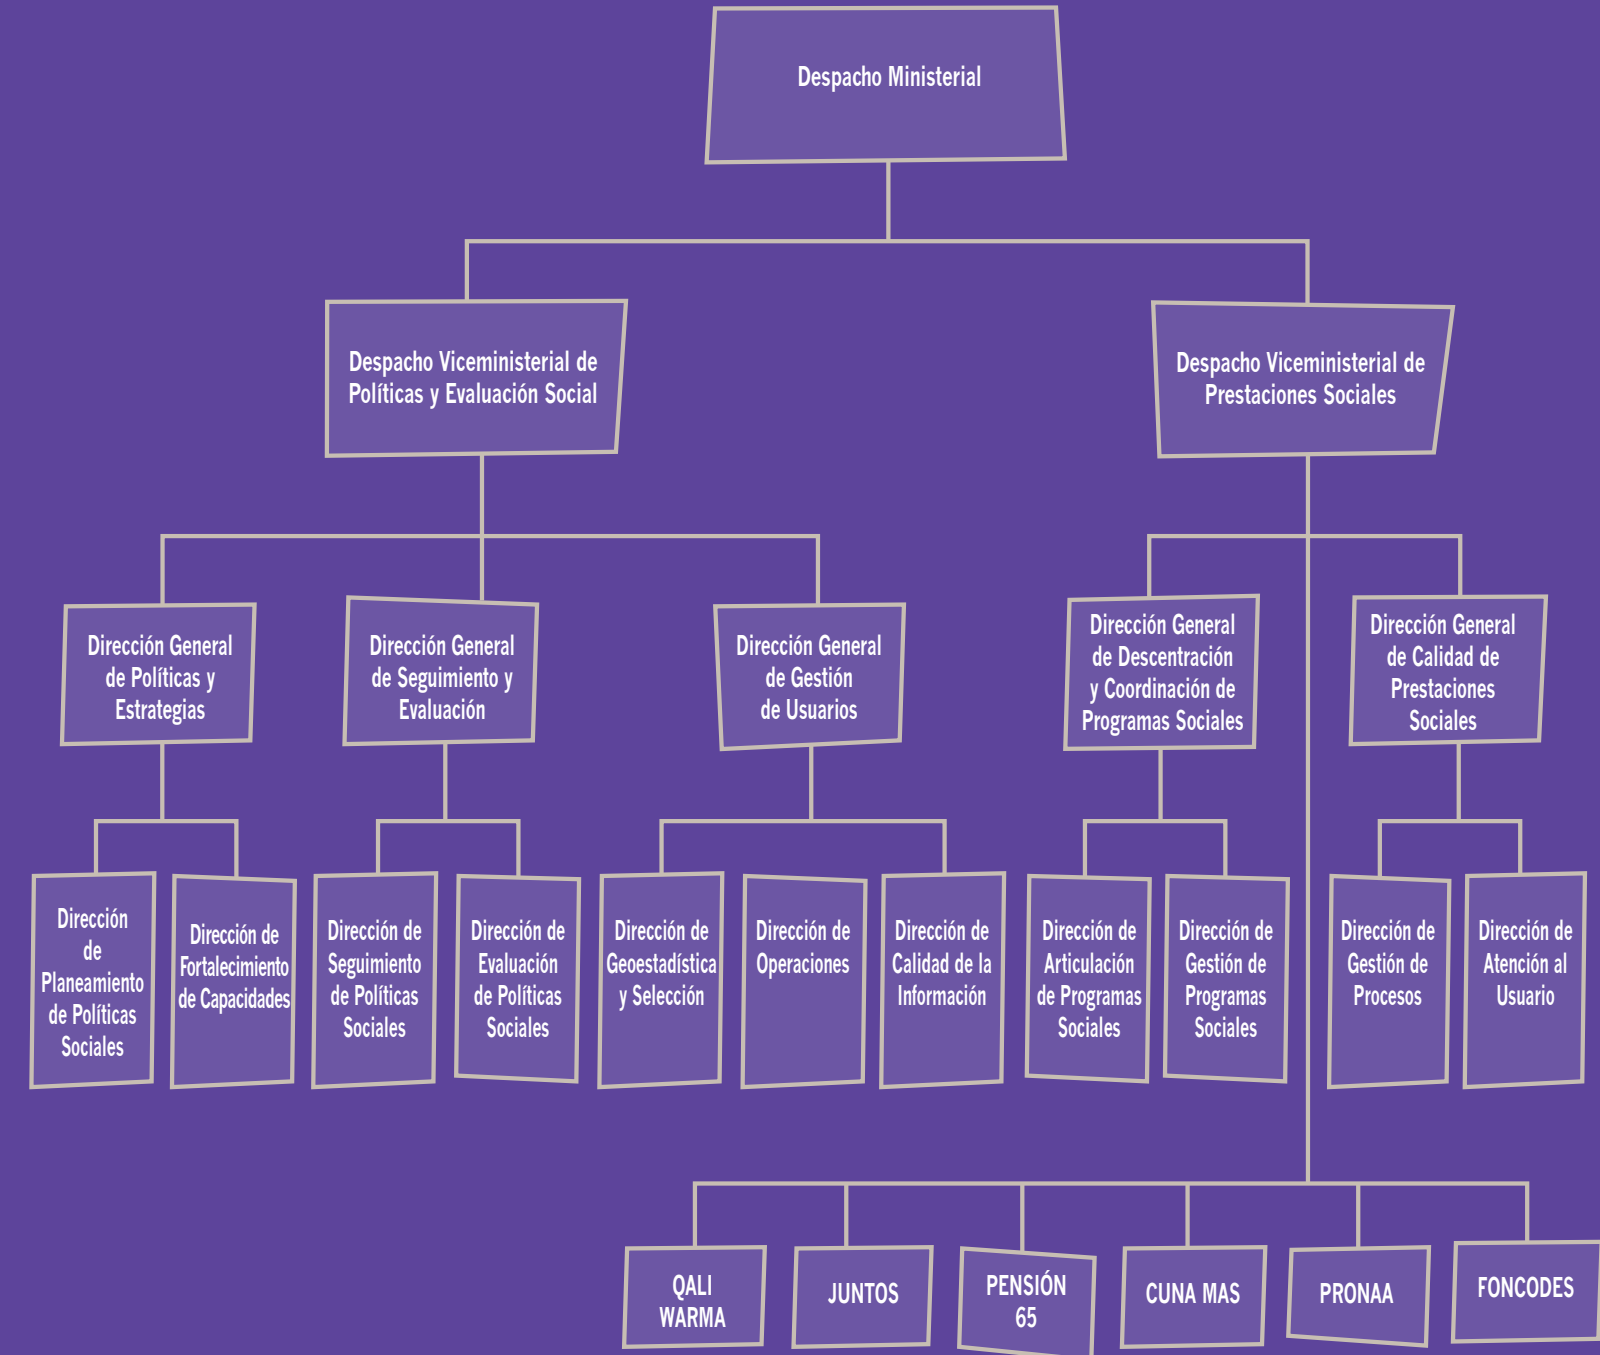 Despacho Ministerial
Despacho Viceministerial de
Políticas y Evaluación Social
Despacho Viceministerial de
Prestaciones Sociales
Dirección General
de Políticas y
Estrategias
Dirección General
de Seguimiento y
Evaluación
Dirección General
de Gestión
de Usuarios
Dirección General
de Descentración
y Coordinación de
Programas Sociales
Dirección General
de Calidad de
Prestaciones
Sociales
Dirección
de
Planeamiento
de Políticas
Sociales
Dirección de
Fortalecimiento
de Capacidades
Dirección de
Seguimiento
de Políticas
Sociales
Dirección de
Evaluación
de Políticas
Sociales
Dirección de
Geoestadística
y Selección
Dirección de
Operaciones
Dirección de
Calidad de la
Información
Dirección de
Articulación
de Programas
Sociales
Dirección de
Gestión de
Programas
Sociales
Dirección de
Gestión de
Procesos
Dirección de
Atención al
Usuario
QALI
WARMA
JUNTOS
PENSIÓN
65
CUNA MAS
PRONAA
FONCODES